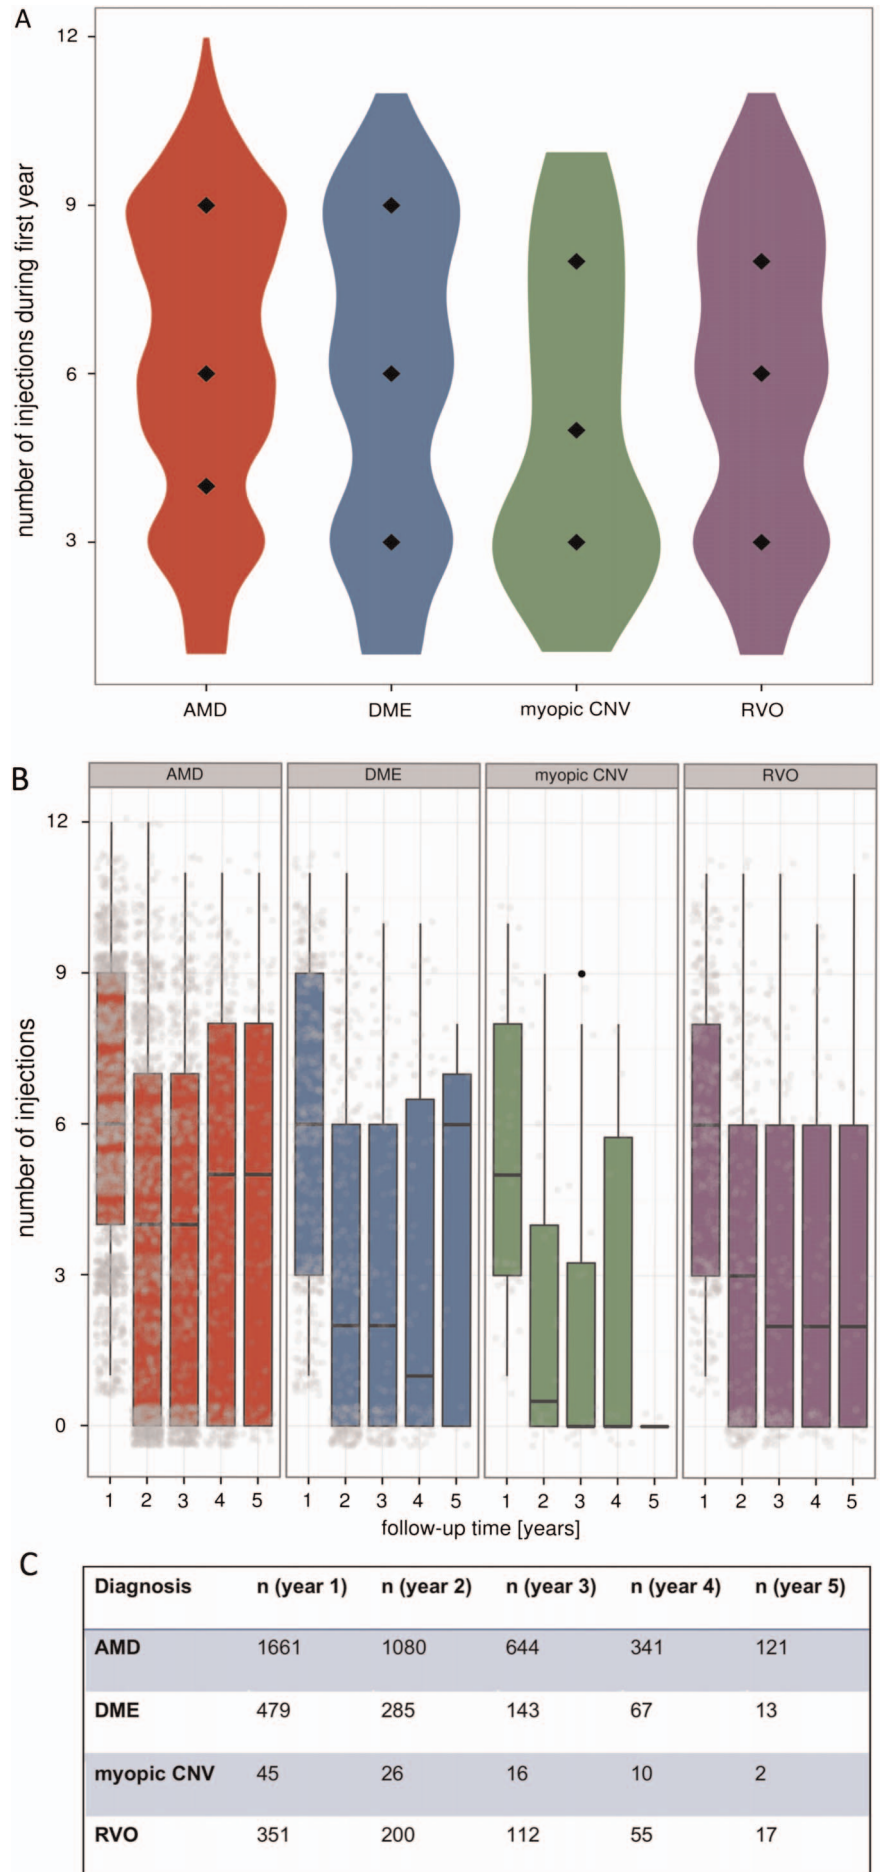 A
12
9
6
3
number of injections during first year
AMD DME myopic CNV RVO
B
AMD DME myopic CNV RVO
12
9
6
3
0
number of injections
1 2 3 4 5 1 2 3 4 5 1 2 3 4 5 1 2 3 4 5
follow-up time [years]
C
Diagnosis n (year 1) n (year 2) n (year 3) n (year 4) n (year 5)
AMD 1661 1080 644 341 121
DME 479 285 143 67 13
myopic CNV 45 26 16 10 2
RVO 351 200 112 55 17